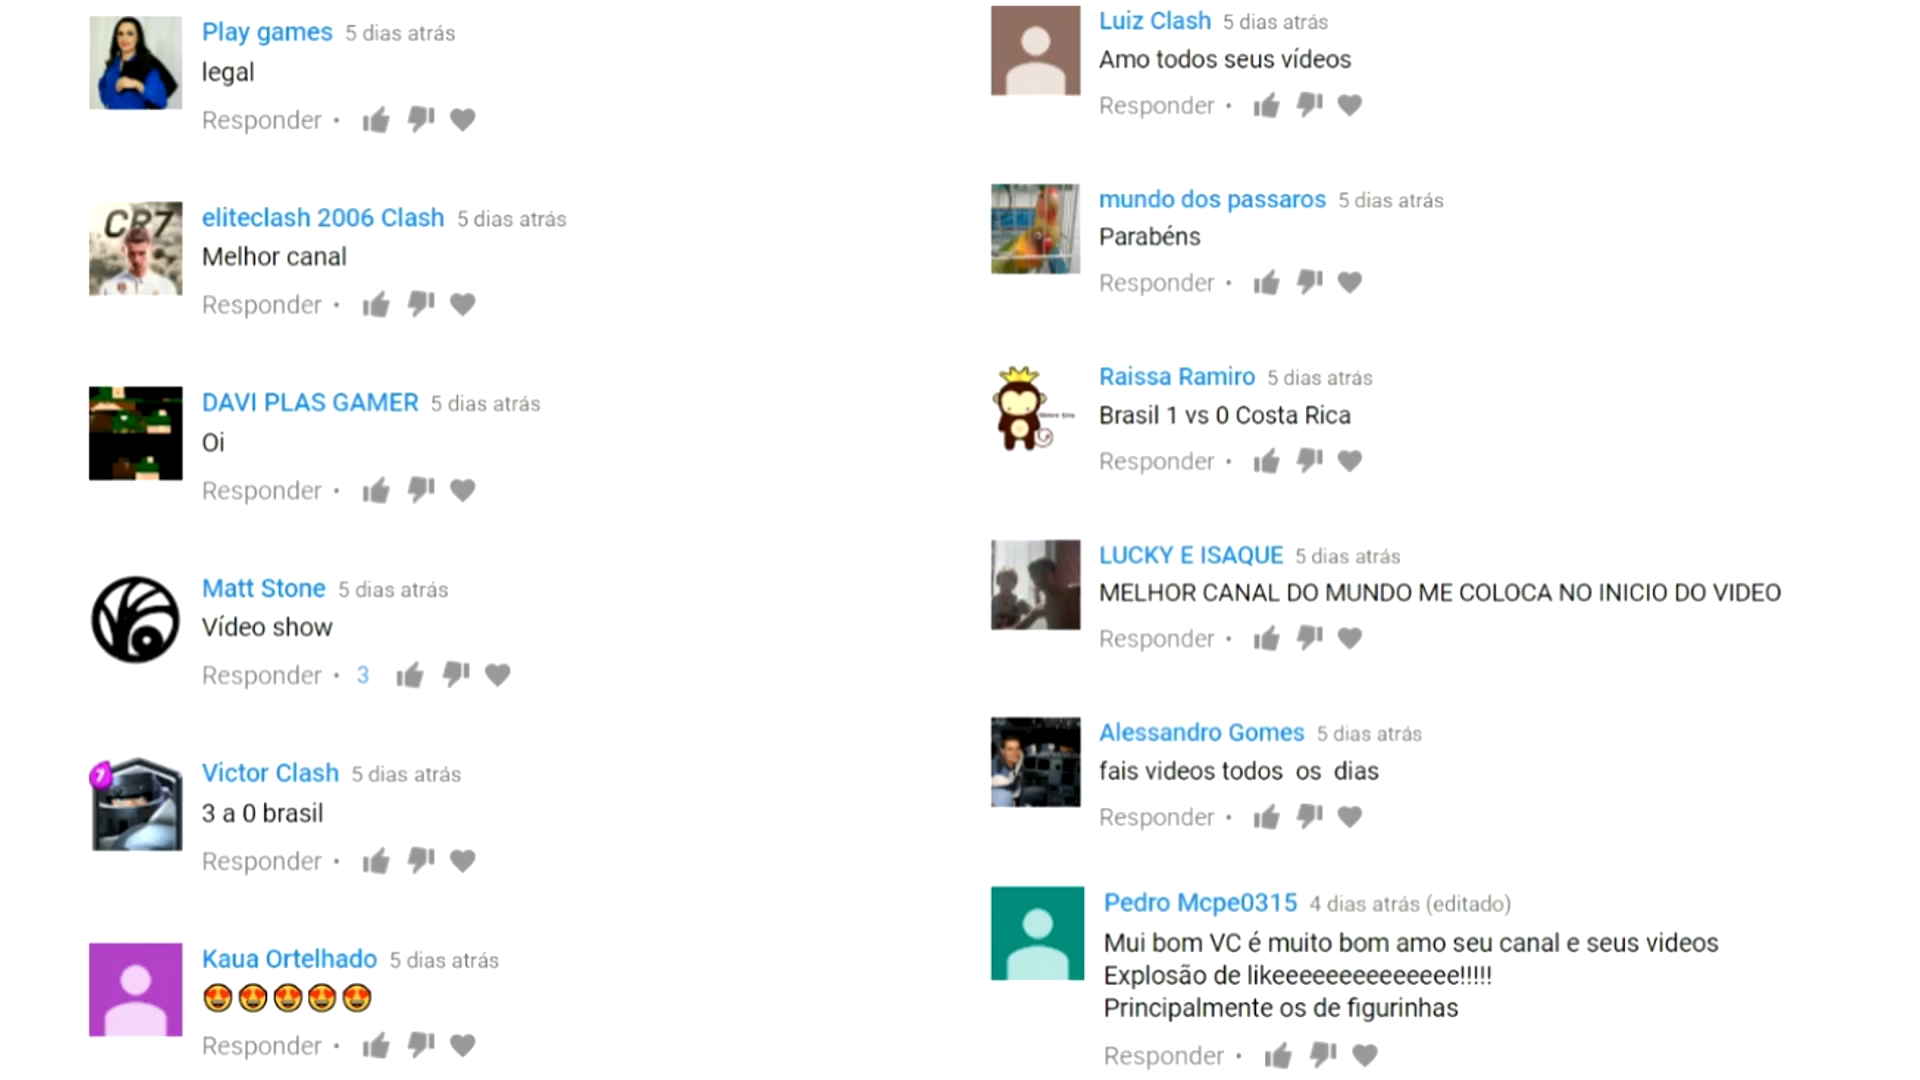 Play games 5 dias atrás
legal
Responder •
CR7
eliteclash 2006 Clash 5 dias atrás
Melhor canal
Responder •
DAVI PLAS GAMER 5 dias atrás
Oi
Responder •
Matt Stone 5 dias atrás
Vídeo show
Responder • 3
7
Victor Clash 5 dias atrás
3 a 0 brasil
Responder •
Kaua Ortelhado 5 dias atrás
😍😍😍😍😍
Responder •
Luiz Clash 5 dias atrás
Amo todos seus vídeos
Responder •
mundo dos passaros 5 dias atrás
Parabéns
Responder •
Raissa Ramiro 5 dias atrás
Brasil 1 vs 0 Costa Rica
Responder •
LUCKY E ISAQUE 5 dias atrás
MELHOR CANAL DO MUNDO ME COLOCA NO INICIO DO VIDEO
Responder •
Alessandro Gomes 5 dias atrás
fais videos todos os dias
Responder •
Pedro Mcpe0315 4 dias atrás (editado)
Mui bom VC é muito bom amo seu canal e seus videos
Explosão de likeeeeeeeeeeeeee!!!!!
Principalmente os de figurinhas
Responder •